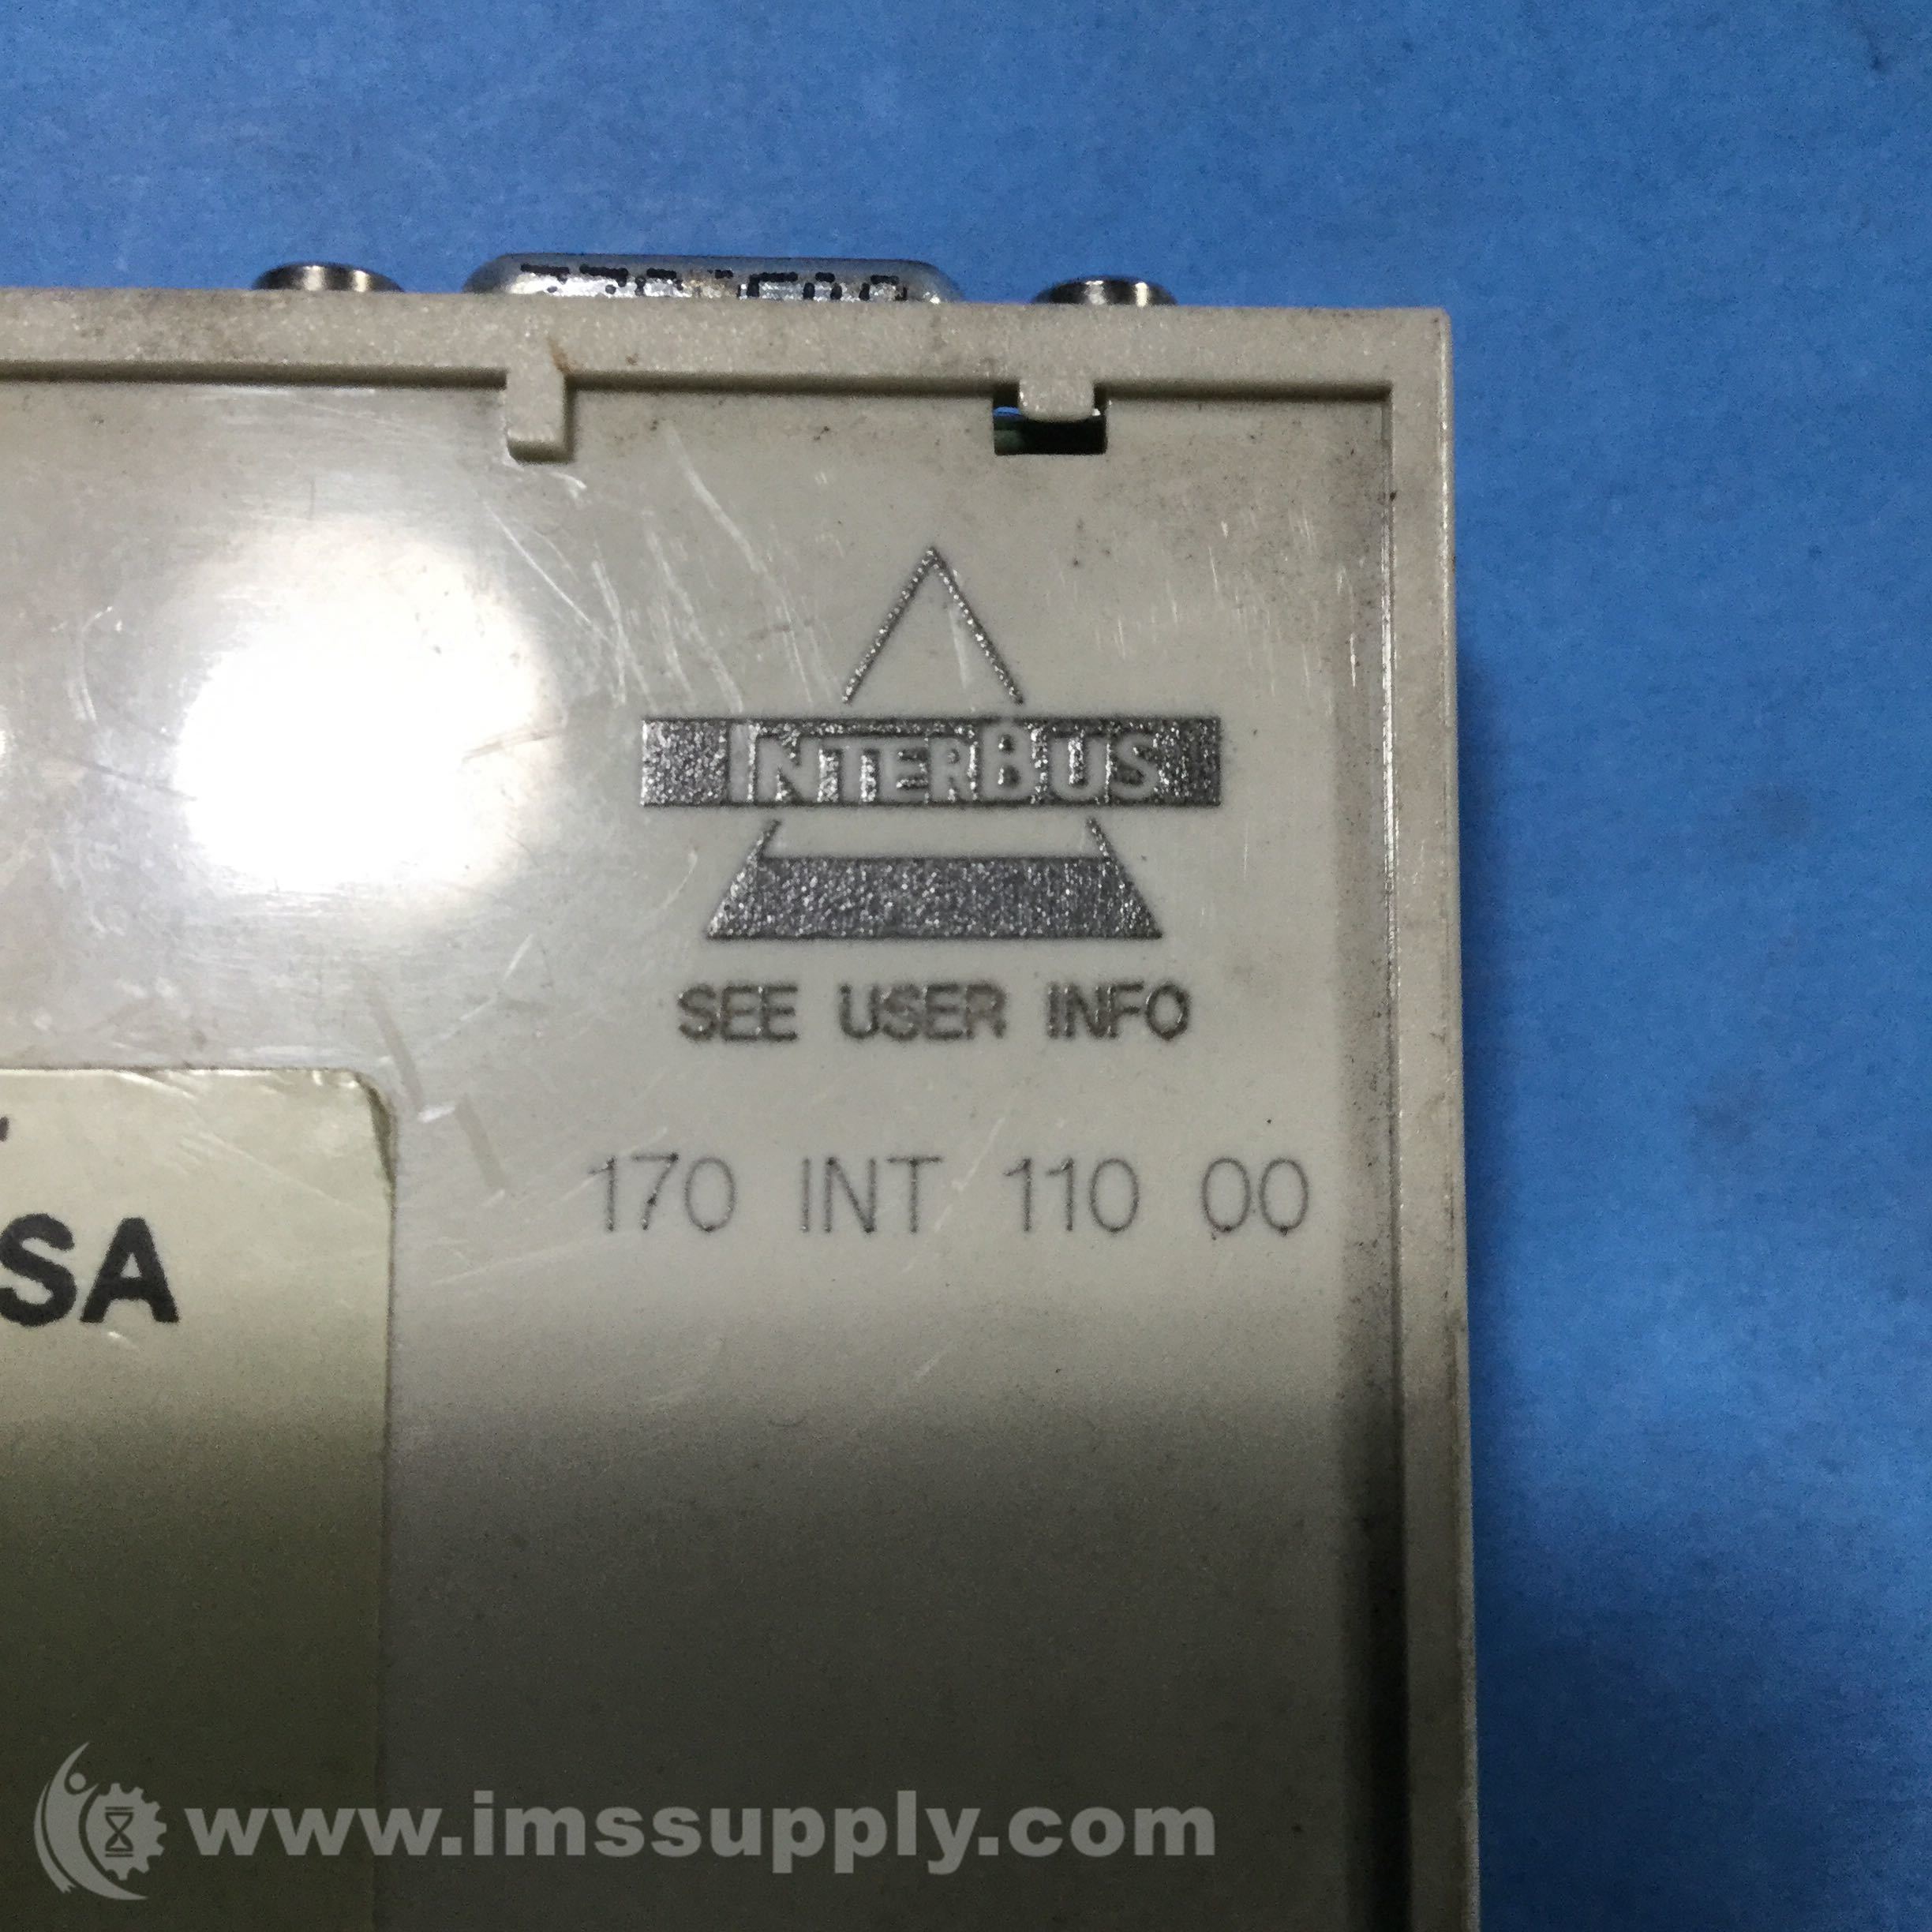 INTERBUS
SEE USER INFO
170 INT 110 00
SA
www.imssupply.com